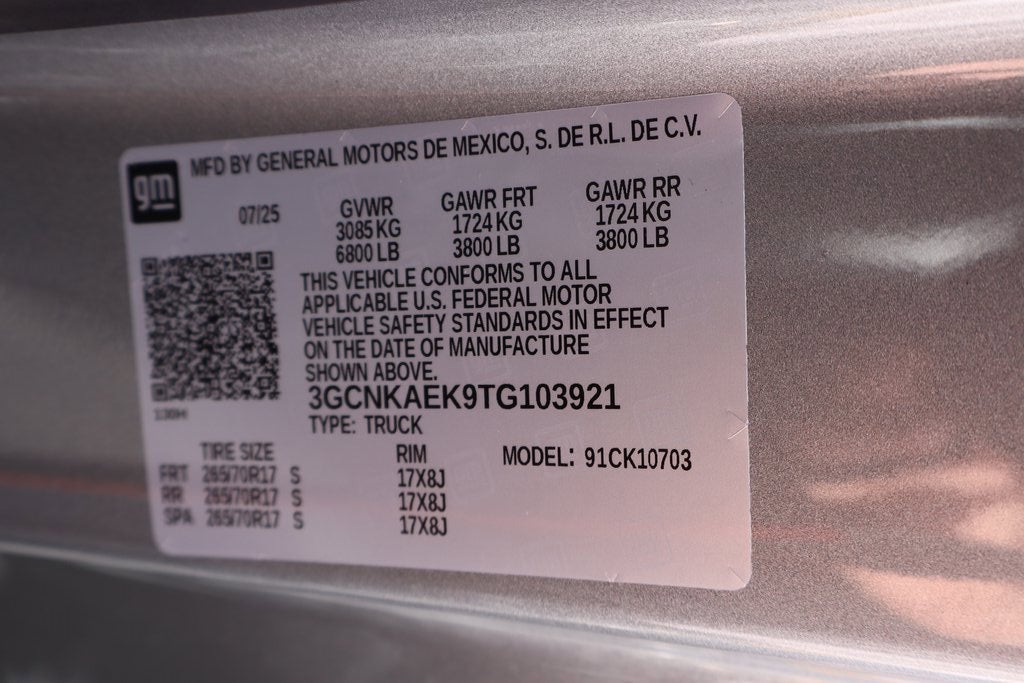 MFD BY GENERAL MOTORS DE MEXICO, S. DE R.L. DE C.V.
gm
07/25 GVWR GAWR FRT GAWR RR
3085 KG 1724 KG 1724 KG
6800 LB 3800 LB 3800 LB
THIS VEHICLE CONFORMS TO ALL
APPLICABLE U.S. FEDERAL MOTOR
VEHICLE SAFETY STANDARDS IN EFFECT
ON THE DATE OF MANUFACTURE
SHOWN ABOVE.
3GCNKAEK9TG103921
TYPE: TRUCK
TIRE SIZE RIM MODEL: 91CK10703
FRT 265/70R17 S 17X8J
RR 265/70R17 S 17X8J
SPA 265/70R17 S 17X8J